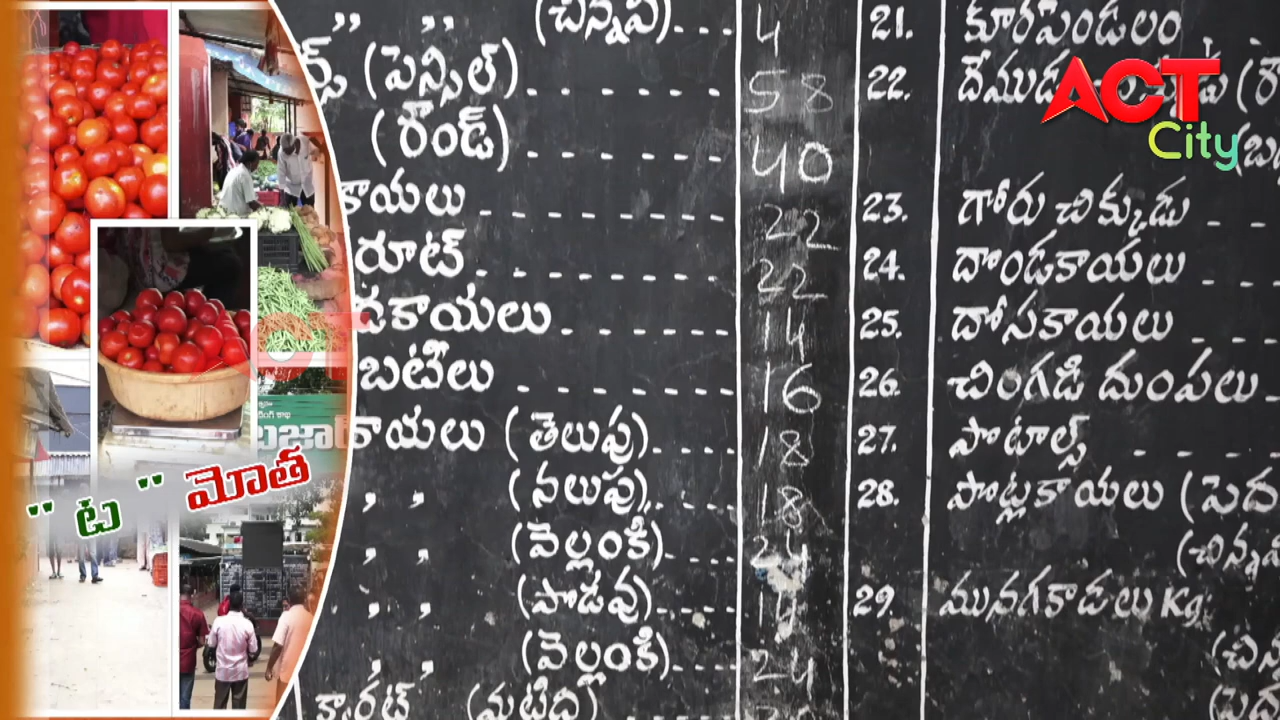 ,, ,, (చిన్నవి)... 4
న్స్ (పెన్సిల్)...... 58
(రౌండ్)...... 40
కాయలు....... 22
రూట్....... 22
డకాయలు..... 14
బటిలు...... 16
కాయలు (తెలుపు).... 18
,, (నలుపు).... 18
,, (వెల్లంకి)... 24
,, (పొడవు)....
,, (వెల్లంకి)... 24
క్యారట్ (మటిది)
21. కూరపెండలం
22.
23. గోరు చిక్కుడు
24. దొండకాయలు
25. దోసకాయలు
26. చింగడి దుంపలు
27. పొటాల్స్
28. పొట్లకాయలు (పెద
(చిన్నవ
29. మునగకాడలు Kg.
(చిన్
ACT
City
" ట " మోత